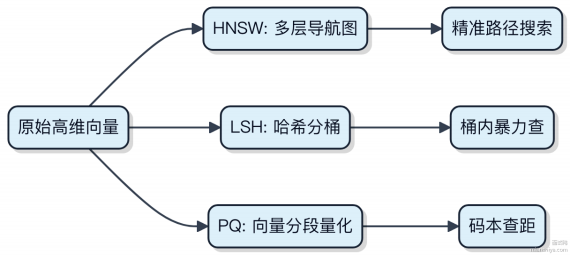 HNSW: 多层导航图
精准路径搜索
原始高维向量
LSH: 哈希分桶
桶内暴力查
PQ: 向量分段量化
码本查距